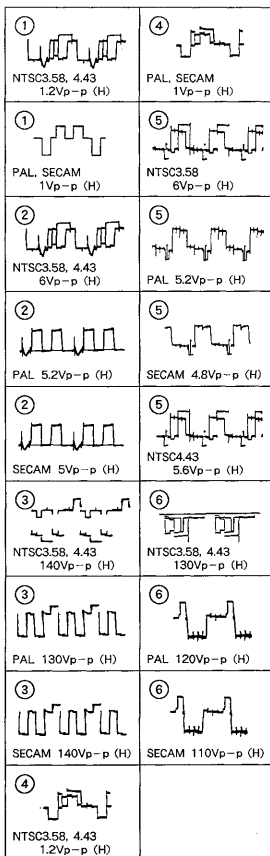 ①
NTSC3.58, 4.43
1.2Vp-p (H)
①
PAL, SECAM
1Vp-p (H)
②
NTSC3.58, 4.43
6Vp-p (H)
②
PAL 5.2Vp-p (H)
②
SECAM 5Vp-p (H)
③
NTSC3.58, 4.43
140Vp-p (H)
③
PAL 130Vp-p (H)
③
SECAM 140Vp-p (H)
④
NTSC3.58, 4.43
1.2Vp-p (H)
④
PAL, SECAM
1Vp-p (H)
⑤
NTSC3.58
6Vp-p (H)
⑤
PAL 5.2Vp-p (H)
⑤
SECAM 4.8Vp-p (H)
⑤
NTSC4.43
5.6Vp-p (H)
⑥
NTSC3.58, 4.43
130Vp-p (H)
⑥
PAL 120Vp-p (H)
⑥
SECAM 110Vp-p (H)